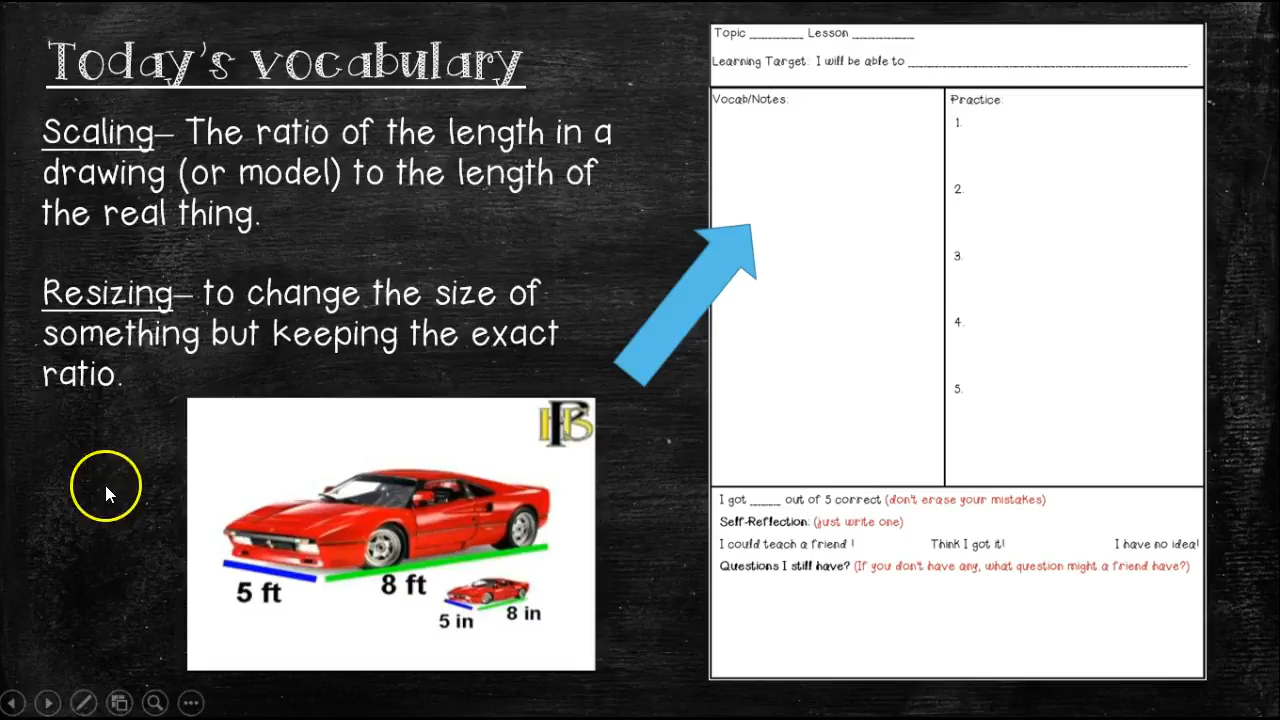 Today's vocabulary
Scaling– The ratio of the length in a
drawing (or model) to the length of
the real thing.
Resizing– to change the size of
something but keeping the exact
ratio.
5 ft
8 ft
5 in
8 in
Topic __________ Lesson ___________
Learning Target: I will be able to ______________________________________________.
Vocab/Notes:
Practice:
1.
2.
3.
4.
5.
I got _____ out of 5 correct (don't erase your mistakes)
Self-Reflection: (just write one)
I could teach a friend ! Think I got it! I have no idea!
Questions I still have? (If you don't have any, what question might a friend have?)